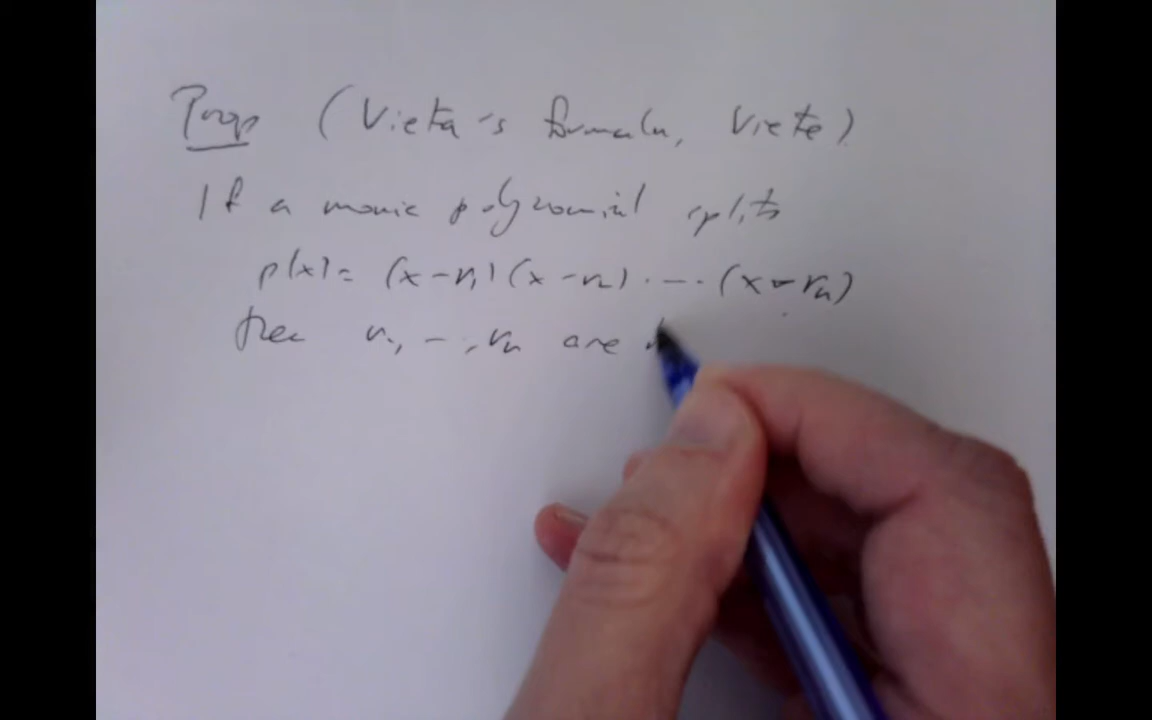 Prop (Vieta's formula, Viete)
If a monic polynomial splits
p(x) = (x - r₁)(x - r₂) · --- · (x - rₙ)
then r₁, -- , rₙ are